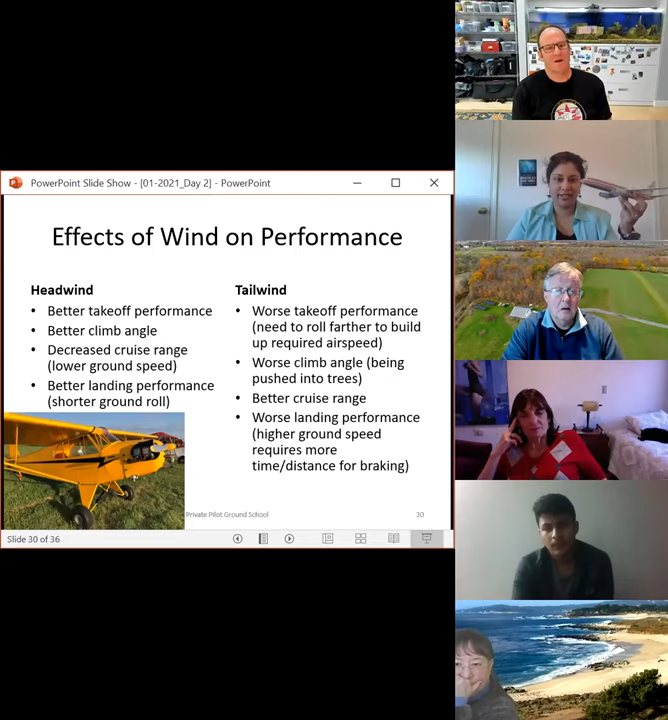 PowerPoint Slide Show - [01-2021_Day 2] - PowerPoint
Effects of Wind on Performance
Headwind
• Better takeoff performance
• Better climb angle
• Decreased cruise range
(lower ground speed)
• Better landing performance
(shorter ground roll)
Tailwind
• Worse takeoff performance
(need to roll farther to build
up required airspeed)
• Worse climb angle (being
pushed into trees)
• Better cruise range
• Worse landing performance
(higher ground speed
requires more
time/distance for braking)
Private Pilot Ground School
30
Slide 30 of 36